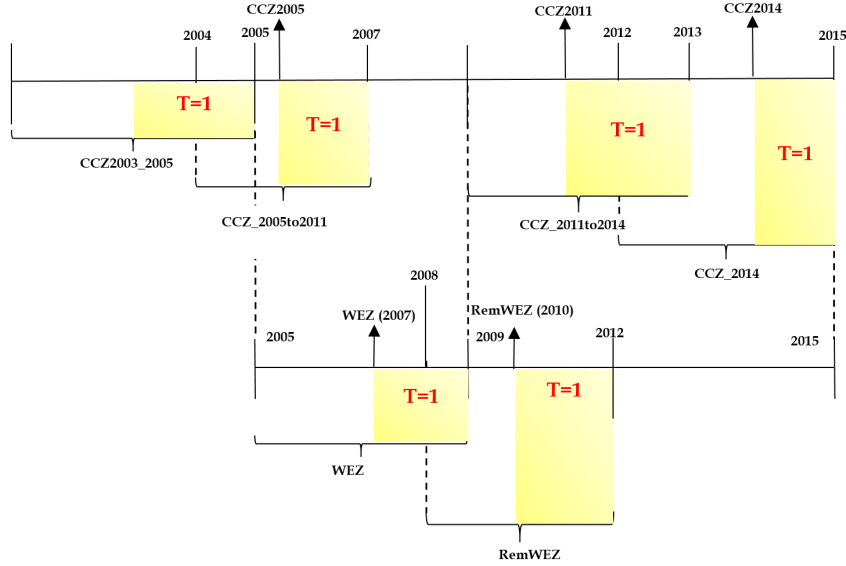 CCZ2005
CCZ2011
CCZ2014
2004
2005
2007
2012
2013
2015
T=1
T=1
T=1
T=1
CCZ2003_2005
CCZ_2005to2011
CCZ_2011to2014
CCZ_2014
2008
WEZ (2007)
RemWEZ (2010)
2005
2009
2012
2015
T=1
T=1
WEZ
RemWEZ